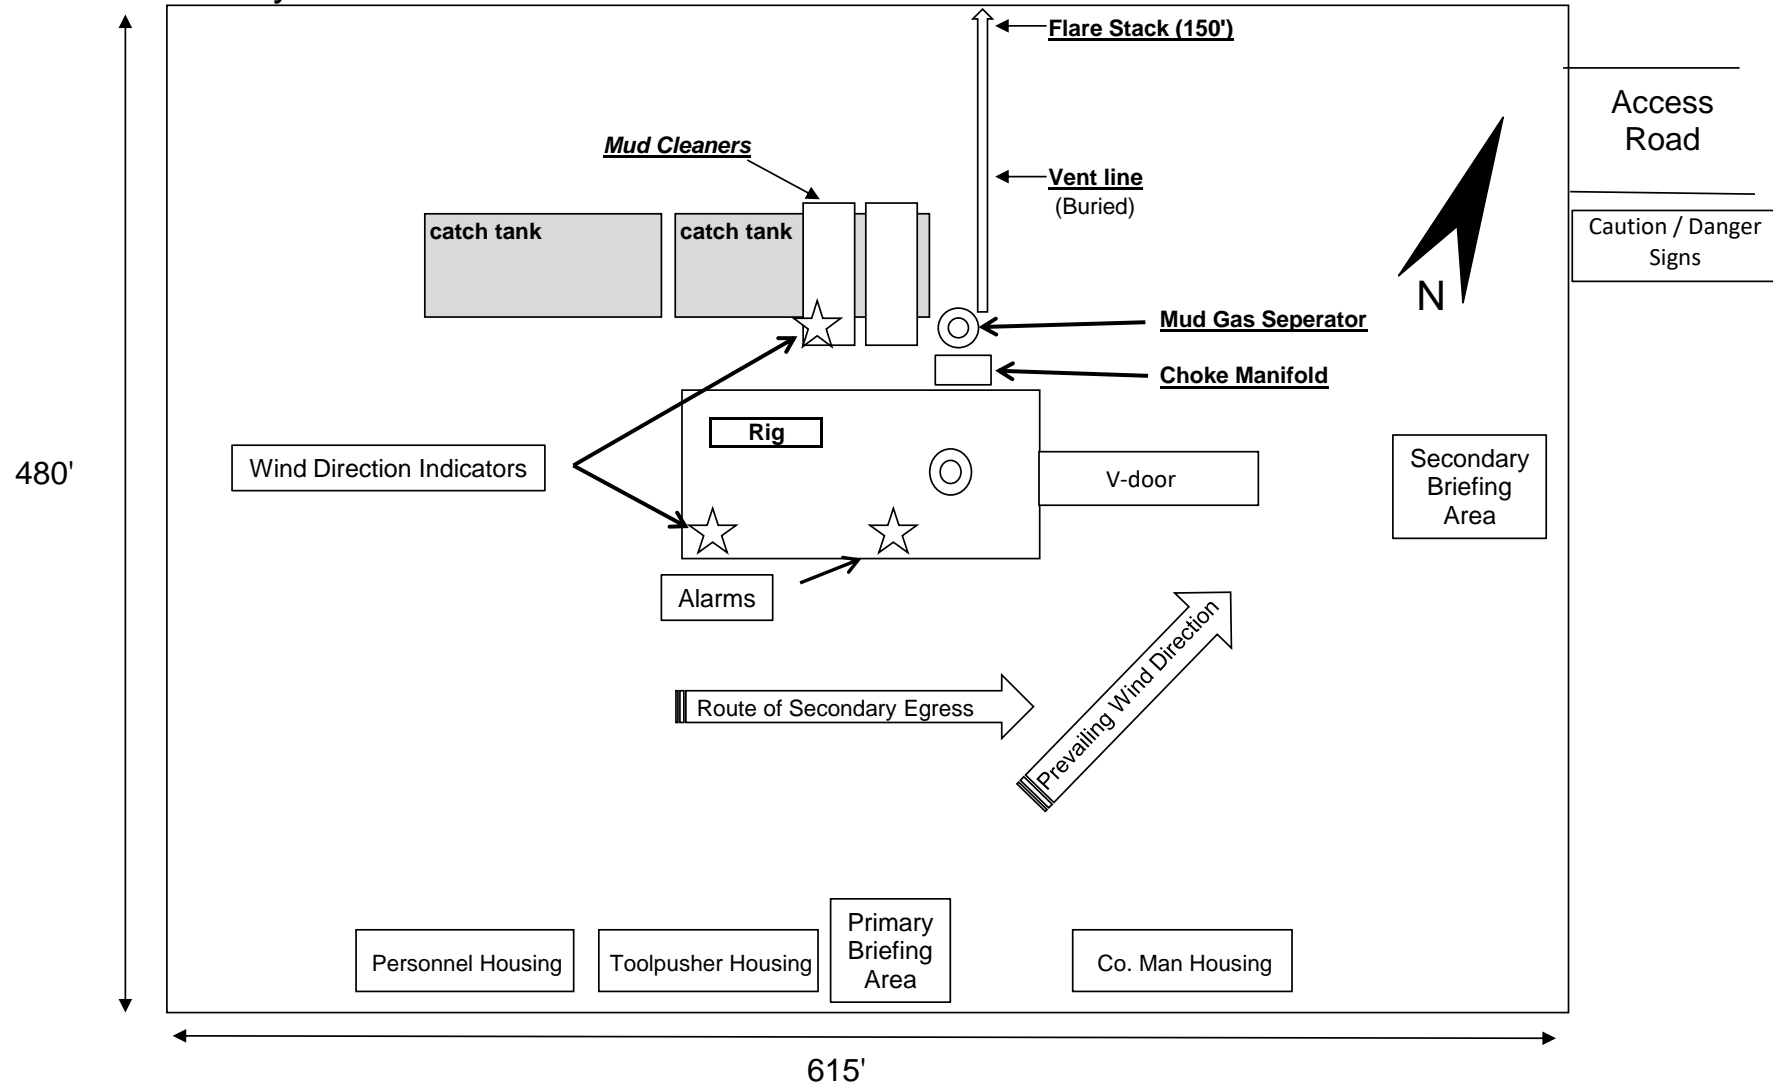 Flare Stack (150')
Access
Road
Mud Cleaners
Vent line
(Buried)
catch tank
catch tank
Caution / Danger
Signs
N
Mud Gas Seperator
Choke Manifold
Rig
Wind Direction Indicators
480'
V-door
Secondary
Briefing
Area
Alarms
Prevailing Wind Direction
Route of Secondary Egress
Personnel Housing
Toolpusher Housing
Primary
Briefing
Area
Co. Man Housing
615'